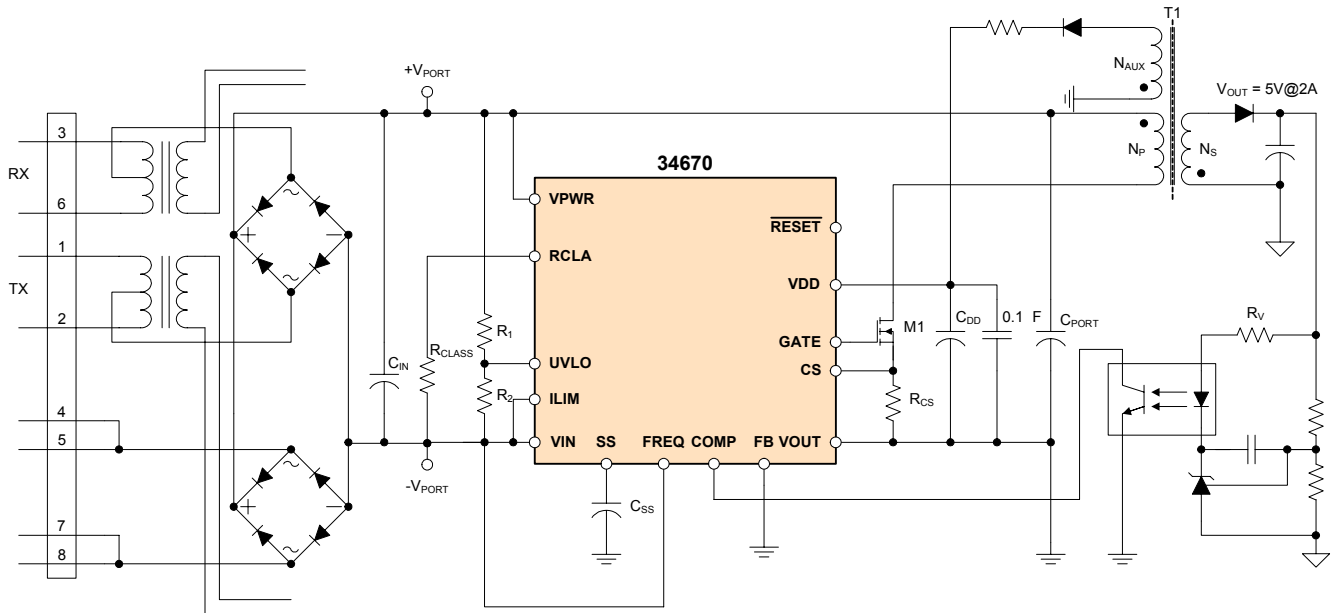 T1
+VPORT
NAUX
VOUT = 5V@2A
3
RX
6
34670
NP
NS
VPWR
RESET
1
RCLA
TX
2
VDD
R1
RCLASS
CIN
UVLO
R2
ILIM
GATE
M1
CDD
0.1 F
CPORT
CS
RCS
RV
4
5
VIN
SS
FREQ
COMP
FB
VOUT
-VPORT
CSS
7
8
+
–
~
~
+
–
~
~